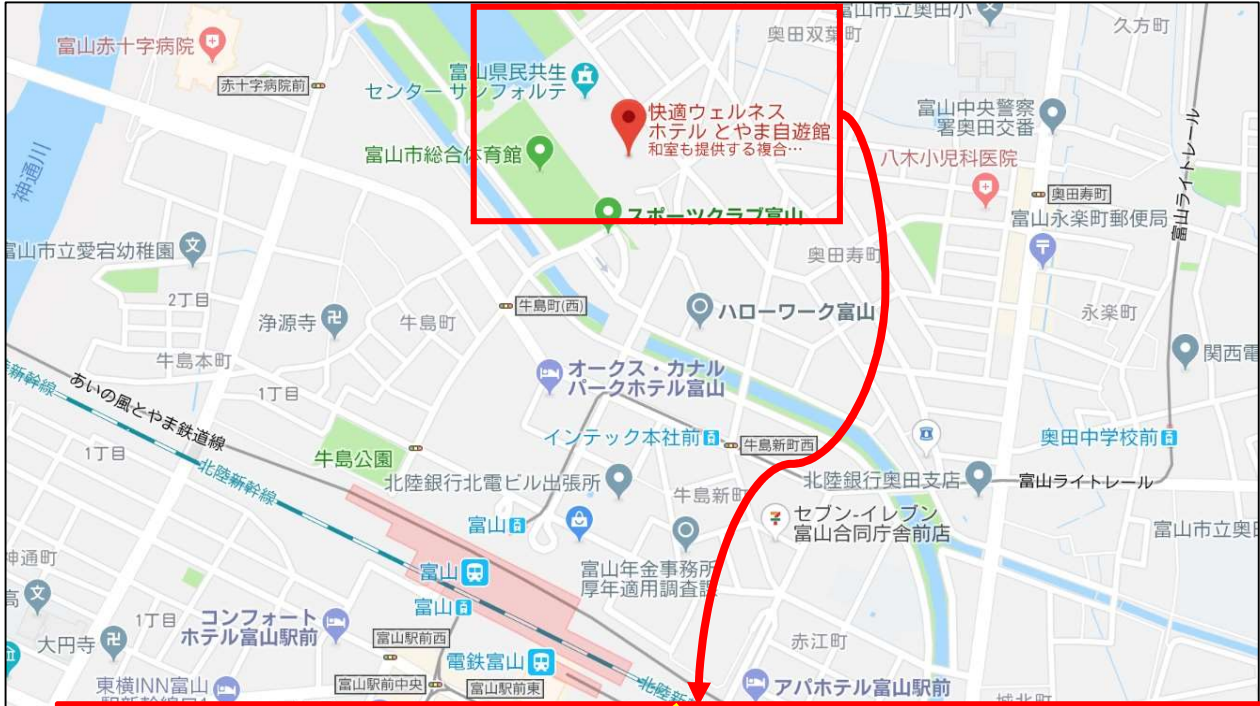 富山市立奥田小
奥田双葉町
久方町
富山赤十字病院
赤十字病院前
富山県民共生
センター サンフォルテ
快適ウェルネス
ホテル とやま自遊館
和室も提供する複合…
富山中央警察
署奥田交番
富山市総合体育館
八木小児科医院
神通川
奥田寿町
富山ライトレール
スポーツクラブ富山
富山永楽町郵便局
富山市立愛宕幼稚園
奥田寿町
2丁目
牛島町(西)
浄源寺
牛島町
ハローワーク富山
永楽町
牛島本町
関西電
オークス・カナル
パークホテル富山
新幹線
あいの風とやま鉄道線
1丁目
インテック本社前
牛島新町西
奥田中学校前
1丁目
牛島公園
北陸新幹線
北陸銀行北電ビル出張所
牛島新町
北陸銀行奥田支店
富山ライトレール
セブン-イレブン
富山合同庁舎前店
富山
富山市立奥
神通町
富山
富山年金事務所
厚年適用調査課
富山
高
1丁目
コンフォート
ホテル富山駅前
大円寺
富山駅前西
赤江町
電鉄富山
東横INN富山
富山駅前中央
富山駅前東
北陸新
アパホテル富山駅前
城北町